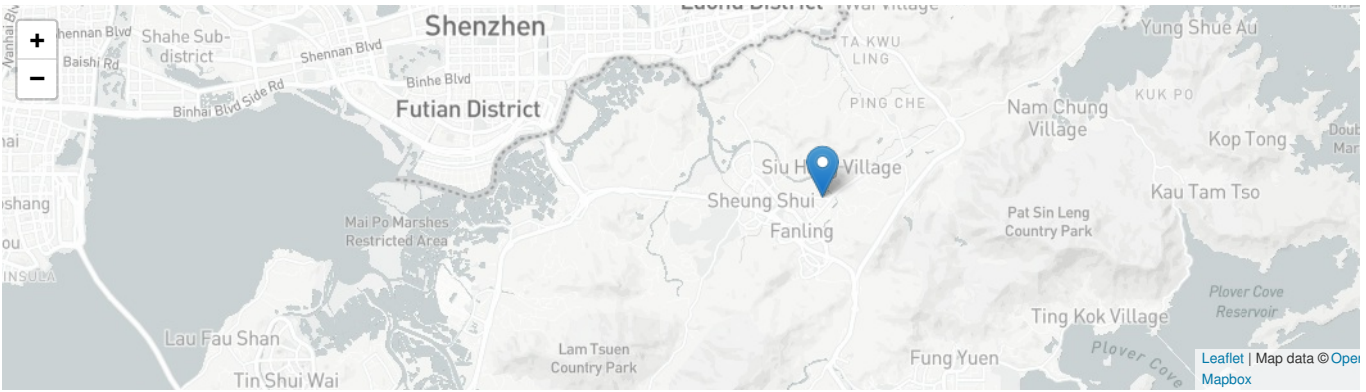 +
−
Shennan Blvd
Baishi Rd
Shahe Sub-
district
Shennan Blvd
Binhe Blvd
Binhai Blvd Side Rd
Shenzhen
Futian District
Wai Village
TA KWU
LING
PING CHE
Yung Shue Au
KUK PO
Nam Chung
Village
Kop Tong
Kau Tam Tso
Siu H Village
Sheung Shui
Fanling
Pat Sin Leng
Country Park
Mai Po Marshes
Restricted Area
Lau Fau Shan
Tin Shui Wai
Lam Tsuen
Country Park
Plover Cove
Reservoir
Ting Kok Village
Fung Yuen
Plover Cove
Leaflet | Map data © Open
Mapbox